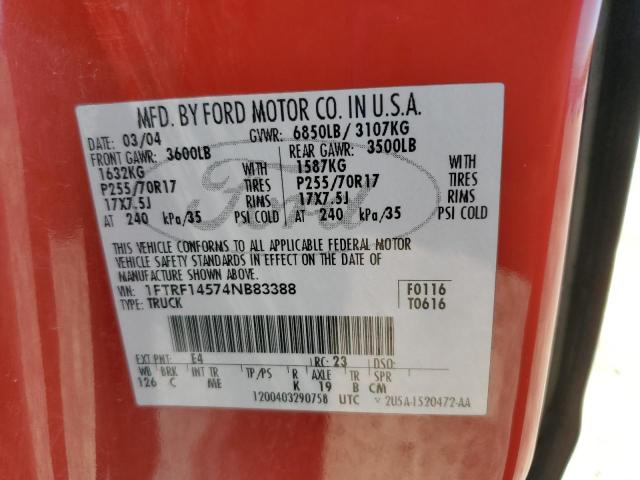 MFD. BY FORD MOTOR CO. IN U.S.A.
DATE: 03/04 GVWR: 6850LB/ 3107KG
FRONT GAWR: 3600LB REAR GAWR: 3500LB
1632KG WITH 1587KG WITH
P255/70R17 TIRES P255/70R17 TIRES
17X7.5J RIMS 17X7.5J RIMS
AT 240 kPa/35 PSI COLD AT 240 kPa/35 PSI COLD
Ford
THIS VEHICLE CONFORMS TO ALL APPLICABLE FEDERAL MOTOR
VEHICLE SAFETY STANDARDS IN EFFECT ON THE DATE OF
MANUFACTURE SHOWN ABOVE.
VIN: 1FTRF14574NB83388 F0116
TYPE: TRUCK T0616
EXT PNT: E4 RC: 23 DSO:
WB BRK INT TR TP/PS R AXLE TR SPR
126 C ME K 19 B CM
1200403290758 UTC V 2U5A-1520472-AA